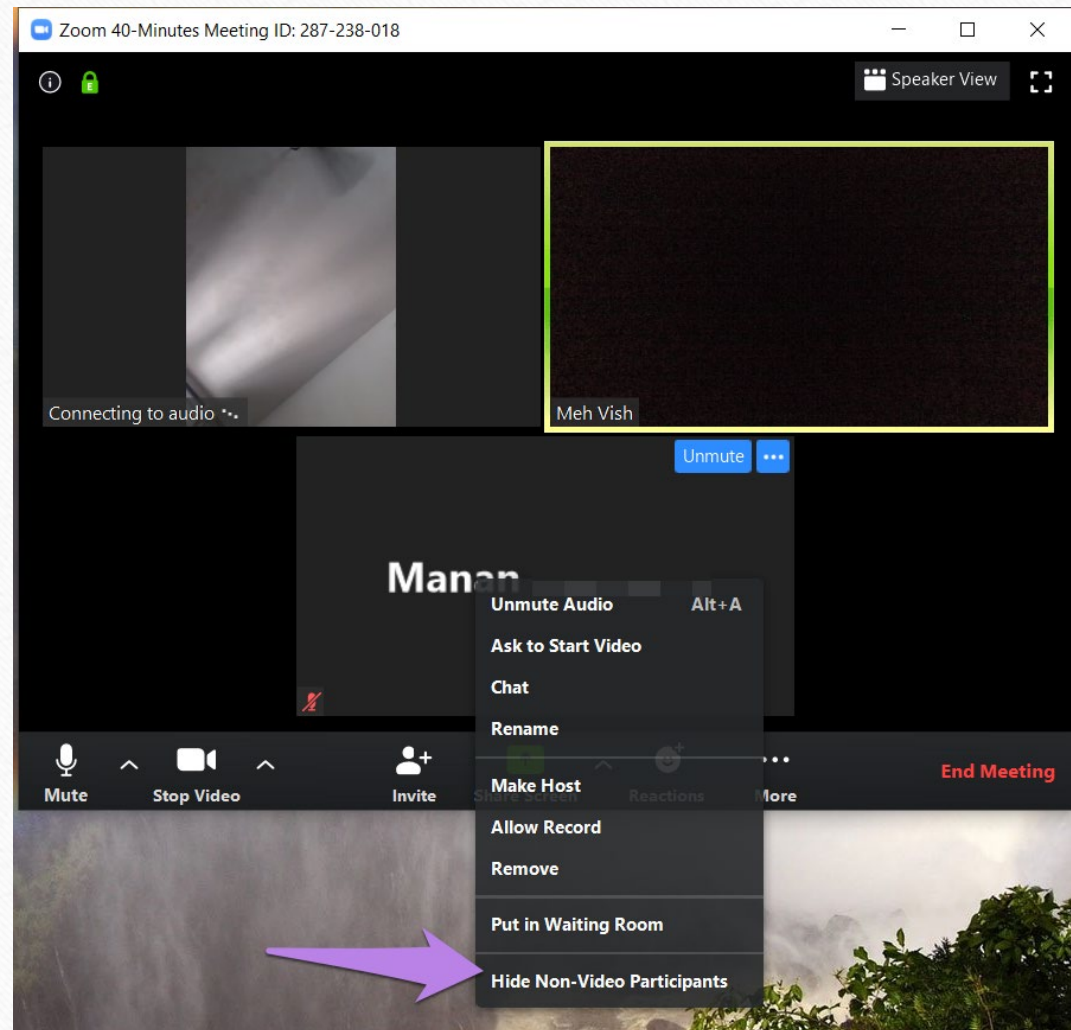 Zoom 40-Minutes Meeting ID: 287-238-018
Speaker View
Connecting to audio
Meh Vish
Unmute
Manan
Unmute Audio Alt+A
Ask to Start Video
Chat
Rename
Make Host
Allow Record
Remove
Put in Waiting Room
Hide Non-Video Participants
Mute Stop Video Invite Share Screen Reactions More End Meeting